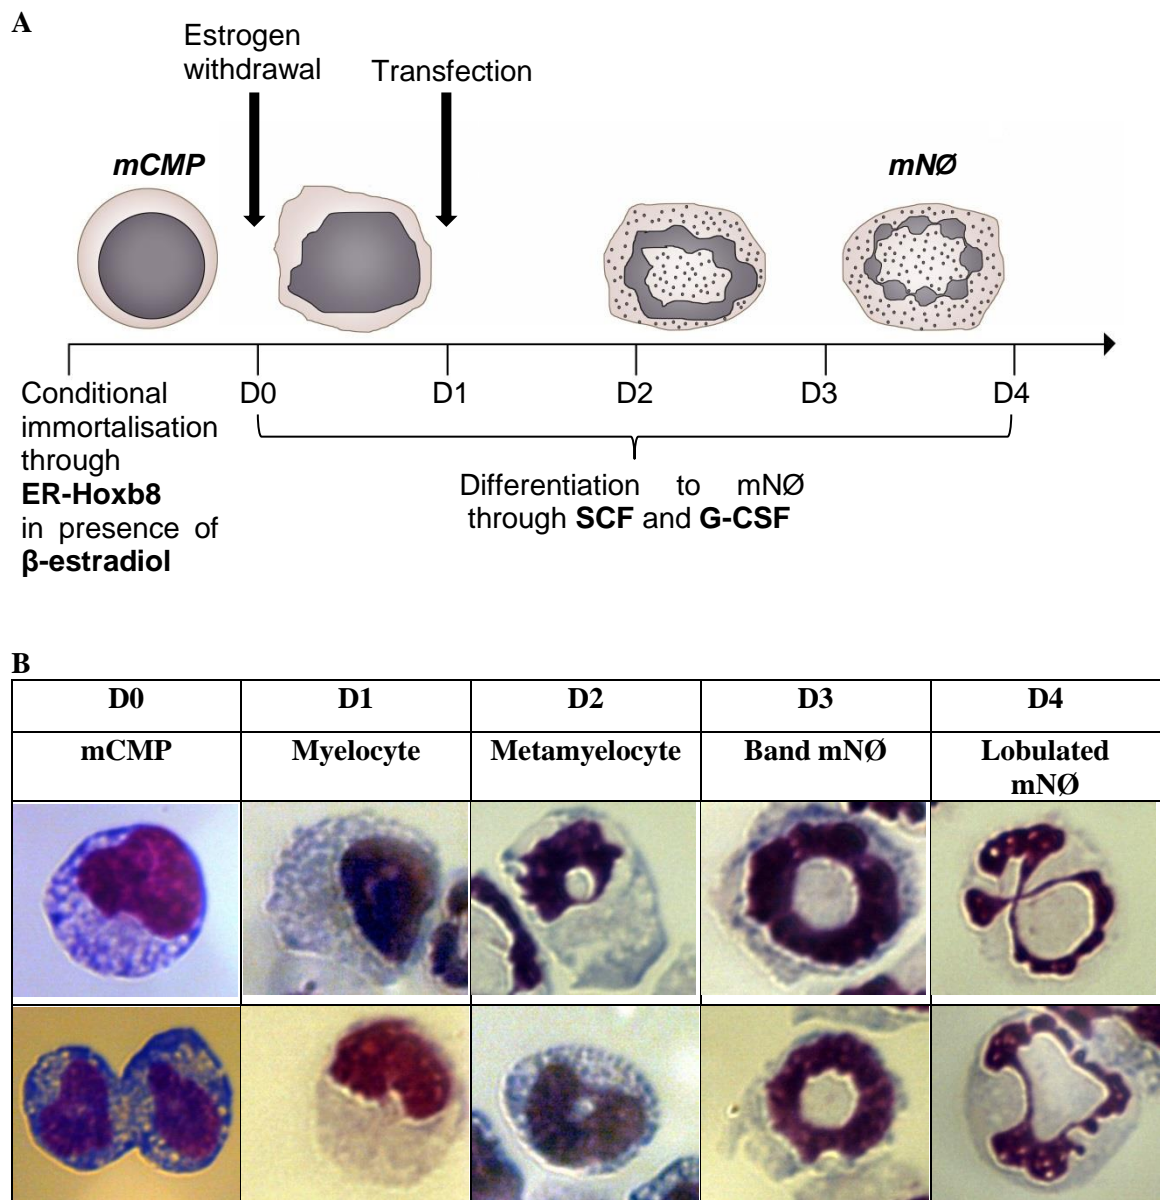 A
Estrogen
withdrawal
Transfection
mCMP
mNØ
D0
D1
D2
D3
D4
Conditional
immortalisation
through
ER-Hoxb8
in presence of
β-estradiol
Differentiation to mNØ
through SCF and G-CSF
B
D0 D1 D2 D3 D4
mCMP Myelocyte Metamyelocyte Band mNØ Lobulated
mNØ